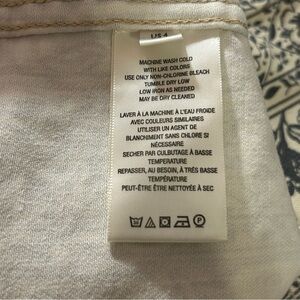 US 4
MACHINE WASH COLD
WITH LIKE COLORS
USE ONLY NON-CHLORINE BLEACH
TUMBLE DRY LOW
LOW IRON AS NEEDED
MAY BE DRY CLEANED
LAVER À LA MACHINE À L'EAU FROIDE
AVEC COULEURS SIMILAIRES
UTILISER UN AGENT DE
BLANCHIMENT SANS CHLORE SI
NÉCESSAIRE
SECHER PAR CULBUTAGE À BASSE
TEMPERATURE
REPASSER, AU BESOIN, À TRÉS BASSE
TEMPÉRATURE
PEUT-ÊTRE ÊTRE NETTOYÉE À SEC
P